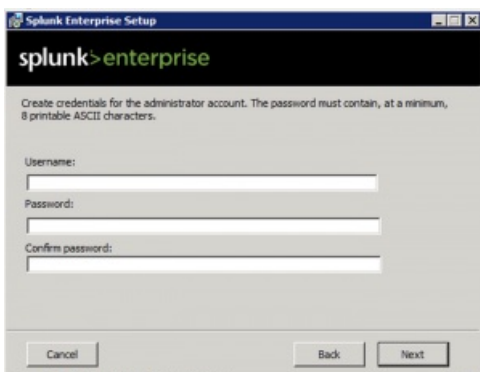 Splunk Enterprise Setup
splunk>enterprise
Create credentials for the administrator account. The password must contain, at a minimum,
8 printable ASCII characters.
Username:
Password:
Confirm password:
Cancel
Back
Next